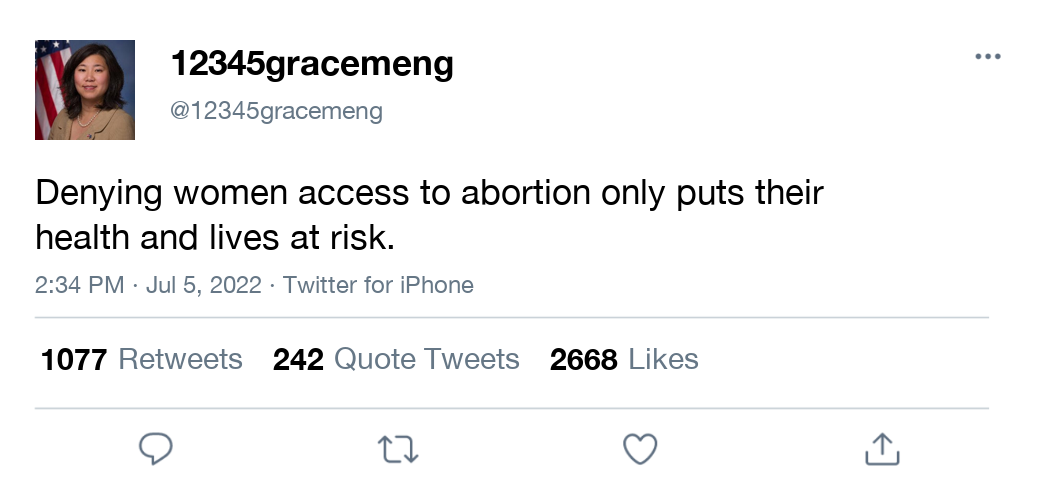 12345gracemeng
@12345gracemeng
Denying women access to abortion only puts their
health and lives at risk.
2:34 PM · Jul 5, 2022 · Twitter for iPhone
1077 Retweets 242 Quote Tweets 2668 Likes